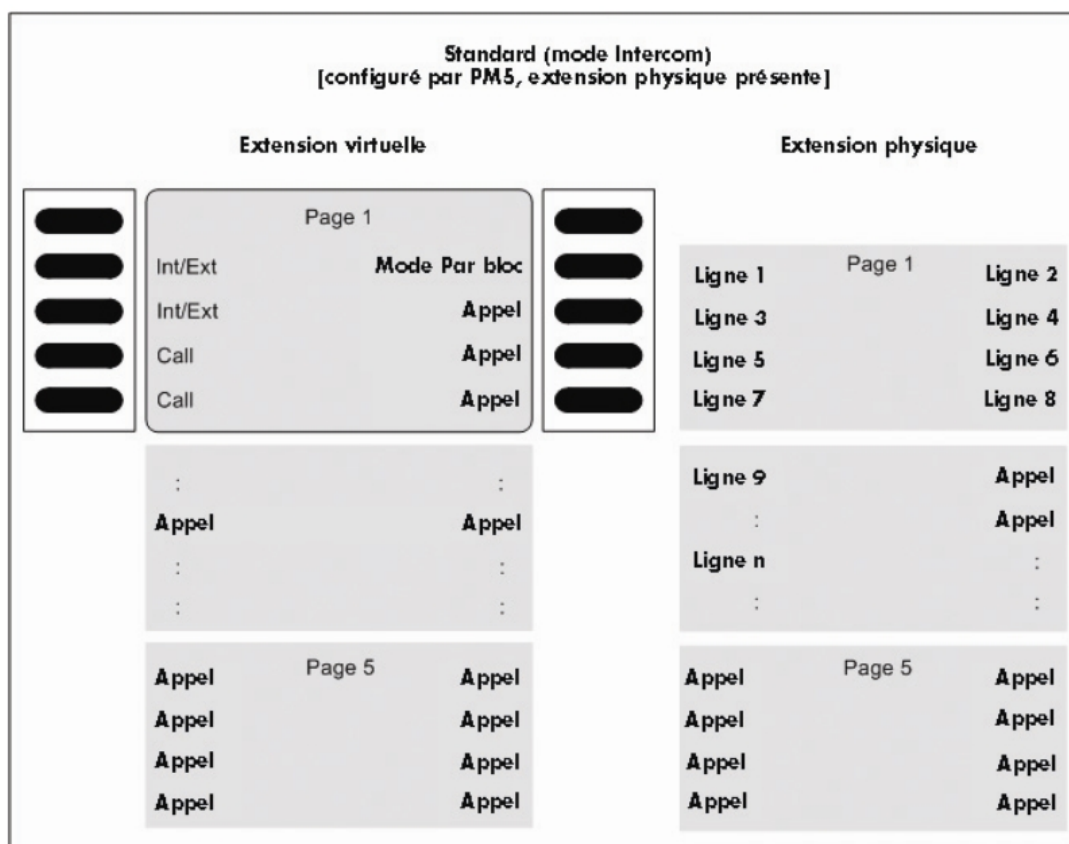 Standard (mode Intercom)
[configuré par PM5, extension physique présente]
Extension virtuelle
Extension physique
Page 1
Int/Ext Mode Par bloc
Int/Ext Appel
Call Appel
Call Appel
: :
Appel Appel
: :
: :
Page 5
Appel Appel
Appel Appel
Appel Appel
Appel Appel
Page 1
Ligne 1 Ligne 2
Ligne 3 Ligne 4
Ligne 5 Ligne 6
Ligne 7 Ligne 8
Ligne 9 Appel
: Appel
Ligne n :
: :
Page 5
Appel Appel
Appel Appel
Appel Appel
Appel Appel